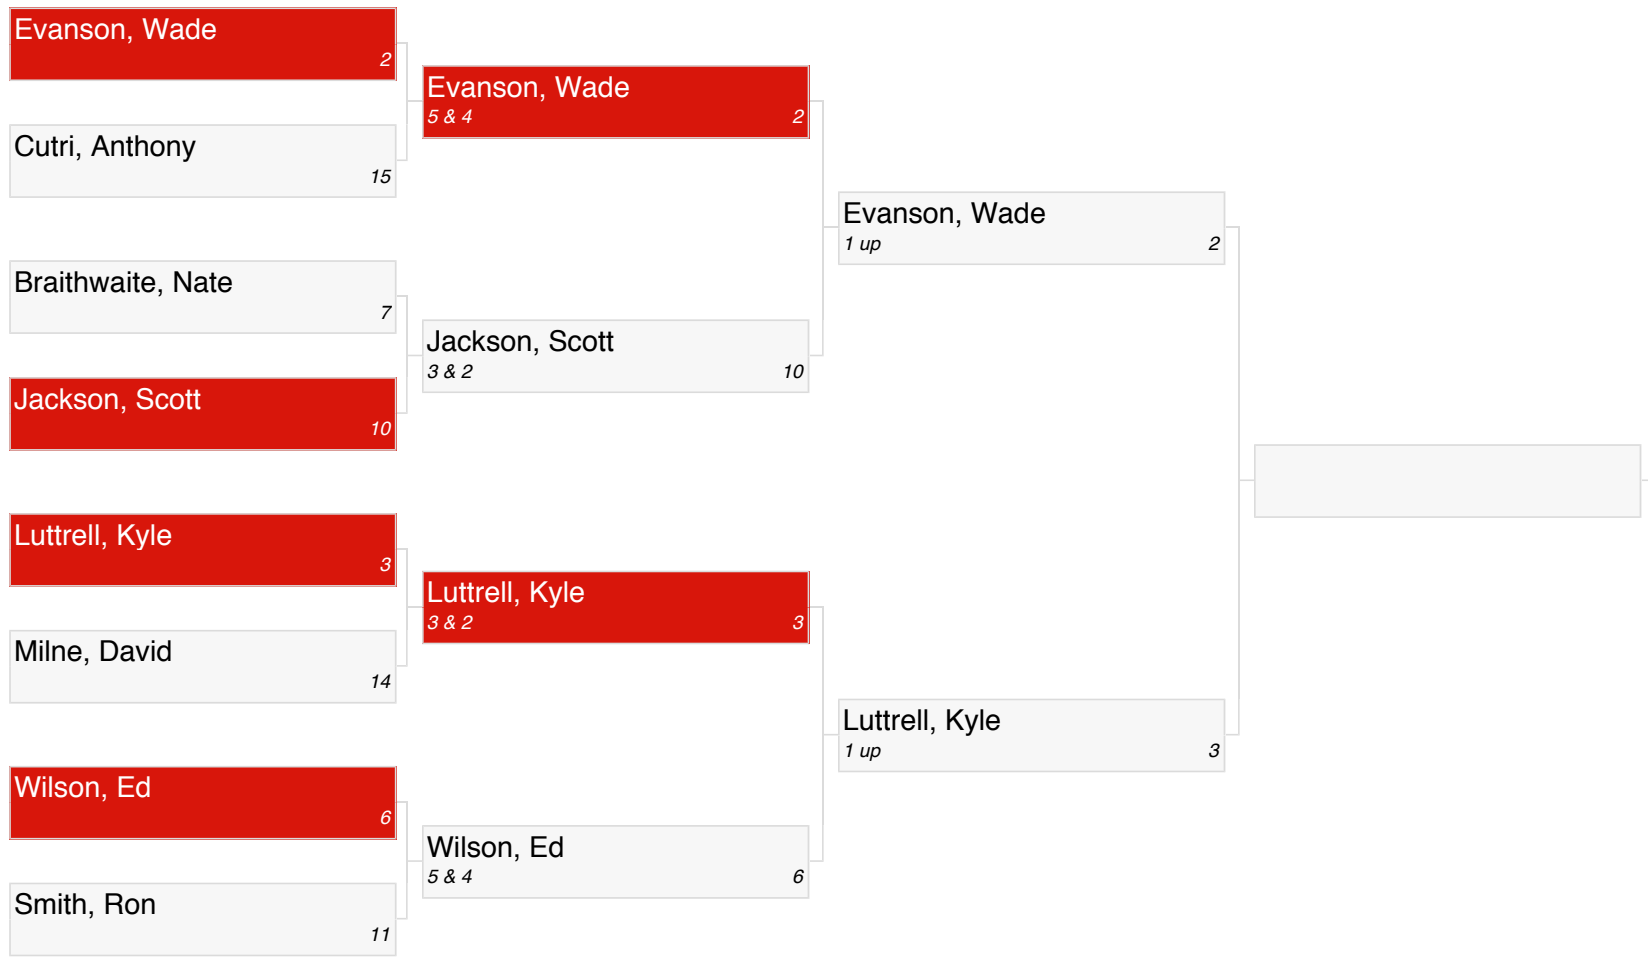 Evanson, Wade
2
Cutri, Anthony
15
Braithwaite, Nate
7
Jackson, Scott
10
Luttrell, Kyle
3
Milne, David
14
Wilson, Ed
6
Smith, Ron
11
Evanson, Wade
5 & 4 2
Jackson, Scott
3 & 2 10
Luttrell, Kyle
3 & 2 3
Wilson, Ed
5 & 4 6
Evanson, Wade
1 up 2
Luttrell, Kyle
1 up 3